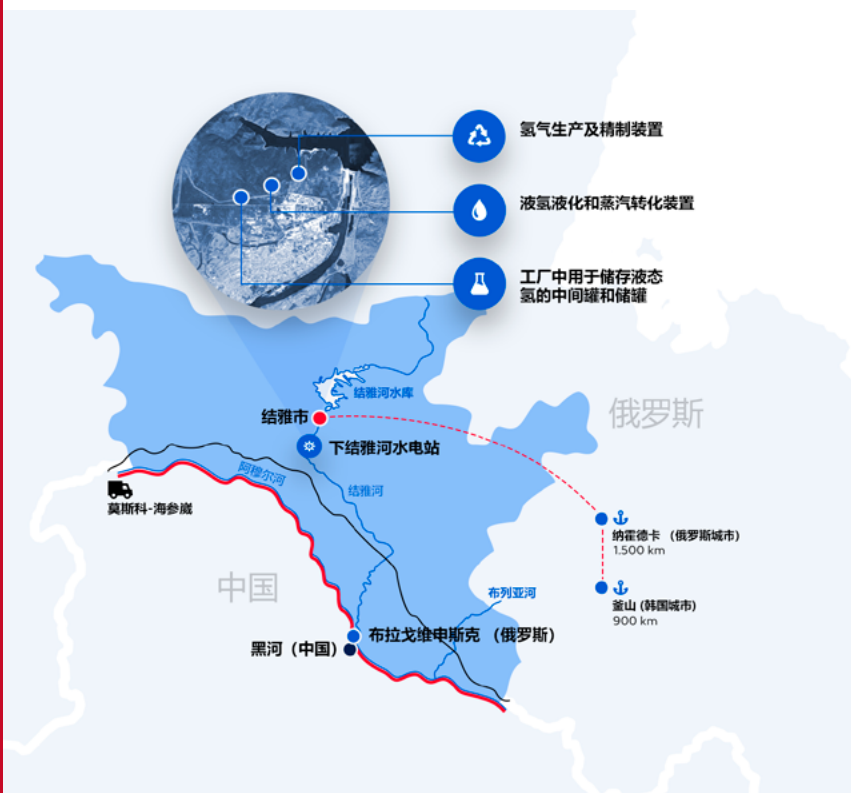 氢气生产及精制装置
液氢液化和蒸汽转化装置
工厂中用于储存液态
氢的中间罐和储罐
结雅河水库
俄罗斯
结雅市
下结雅河水电站
阿穆尔河
结雅河
莫斯科-海参崴
纳霍德卡 （俄罗斯城市）
1.500 km
中国
布列亚河
釜山 (韩国城市)
900 km
布拉戈维申斯克 （俄罗斯）
黑河（中国）